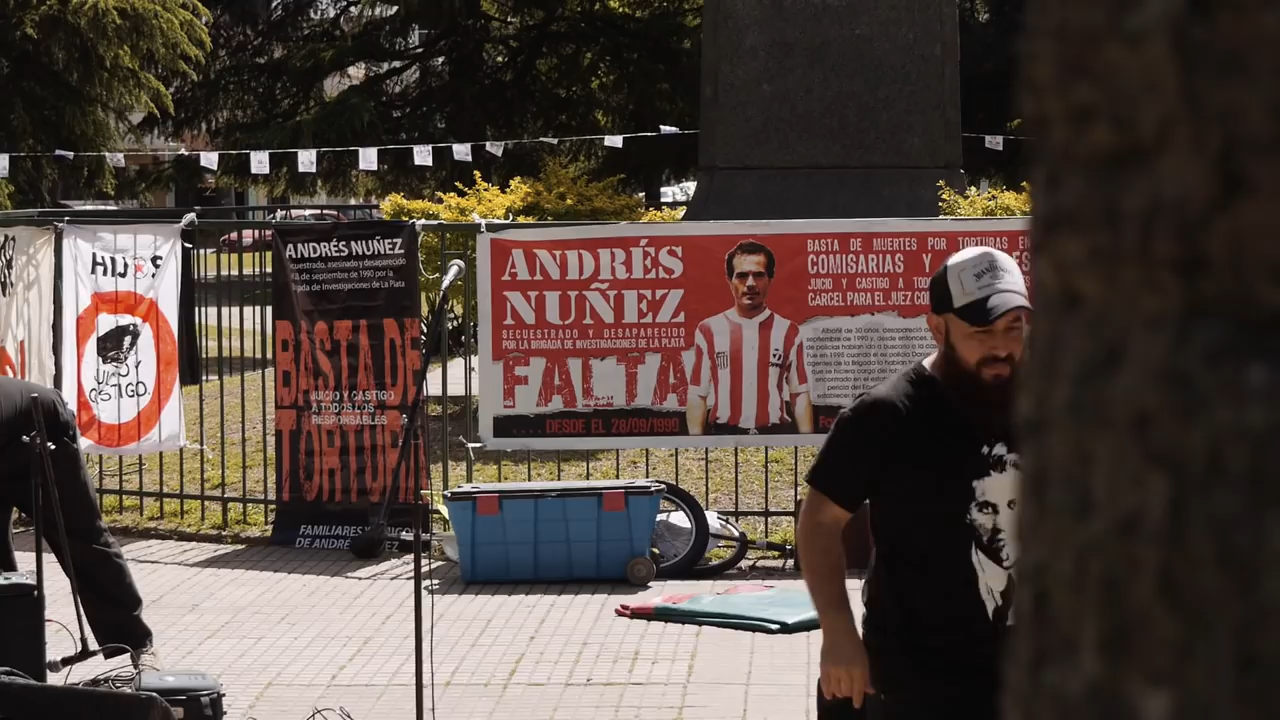 HIJOS
JUICIO Y
CASTIGO
ANDRÉS NUÑEZ
Secuestrado, asesinado y desaparecido
de septiembre de 1990 por la
Brigada de Investigaciones de La Plata
BASTA DE
JUICIO Y CASTIGO
A TODOS LOS
RESPONSABLES
TORTURA
FAMILIARES Y
DE ANDRÉS
ANDRÉS
NUÑEZ
SECUESTRADO Y DESAPARECIDO
POR LA BRIGADA DE INVESTIGACIONES DE LA PLATA
FALTA
DESDE EL 28/09/1990
BASTA DE MUERTES POR TORTURAS EN
COMISARIAS Y
JUICIO Y CASTIGO A
CÁRCEL PARA EL JUEZ
Albañil de 30 años, desapareció
septiembre de 1990 y, desde entonces,
de policías habían ido a buscarlo a la
Fue en 1995 cuando el ex policía
agentes de la Brigada lo habían
que se hiciera cargo del
encontrado en el
pericia del